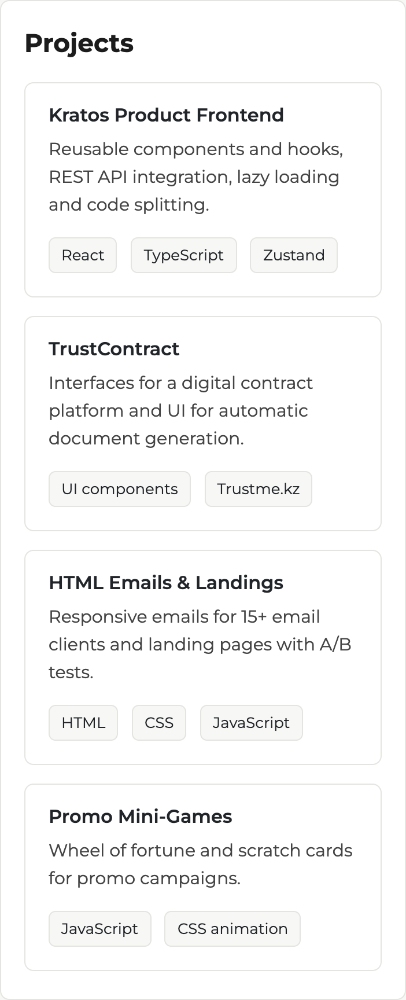 Projects
Kratos Product Frontend
Reusable components and hooks,
REST API integration, lazy loading
and code splitting.
React TypeScript Zustand
TrustContract
Interfaces for a digital contract
platform and UI for automatic
document generation.
UI components Trustme.kz
HTML Emails & Landings
Responsive emails for 15+ email
clients and landing pages with A/B
tests.
HTML CSS JavaScript
Promo Mini-Games
Wheel of fortune and scratch cards
for promo campaigns.
JavaScript CSS animation